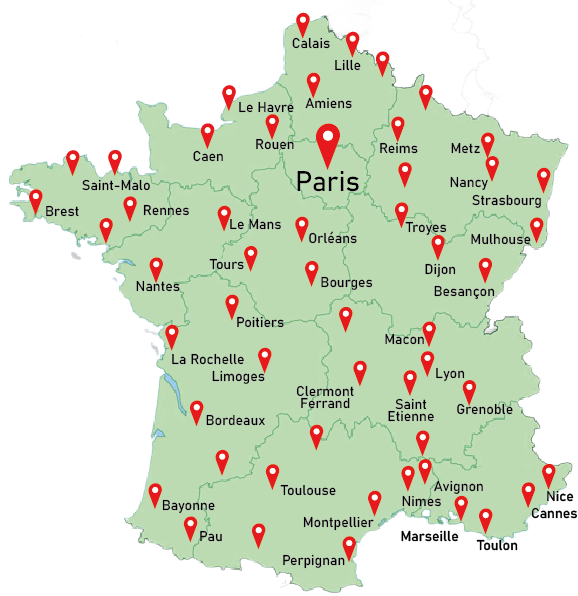 Calais
Lille
Amiens
Le Havre
Rouen
Caen
Reims
Metz
Paris
Nancy
Saint-Malo
Strasbourg
Brest
Rennes
Le Mans
Orléans
Troyes
Mulhouse
Tours
Dijon
Nantes
Bourges
Besançon
Poitiers
Macon
La Rochelle
Limoges
Lyon
Clermont
Ferrand
Saint
Etienne
Grenoble
Bordeaux
Toulouse
Avignon
Nimes
Nice
Bayonne
Cannes
Montpellier
Pau
Marseille
Toulon
Perpignan